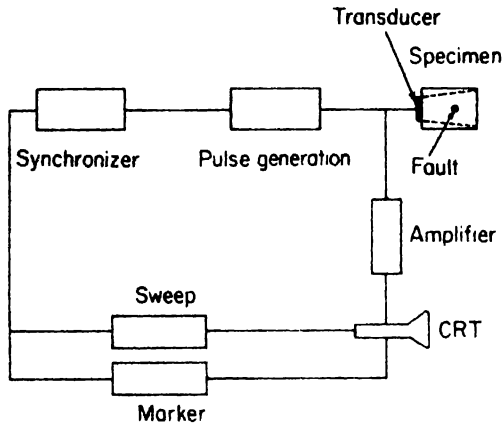 Transducer
Specimen
Synchronizer
Pulse generation
Fault
Amplifier
Sweep
CRT
Marker